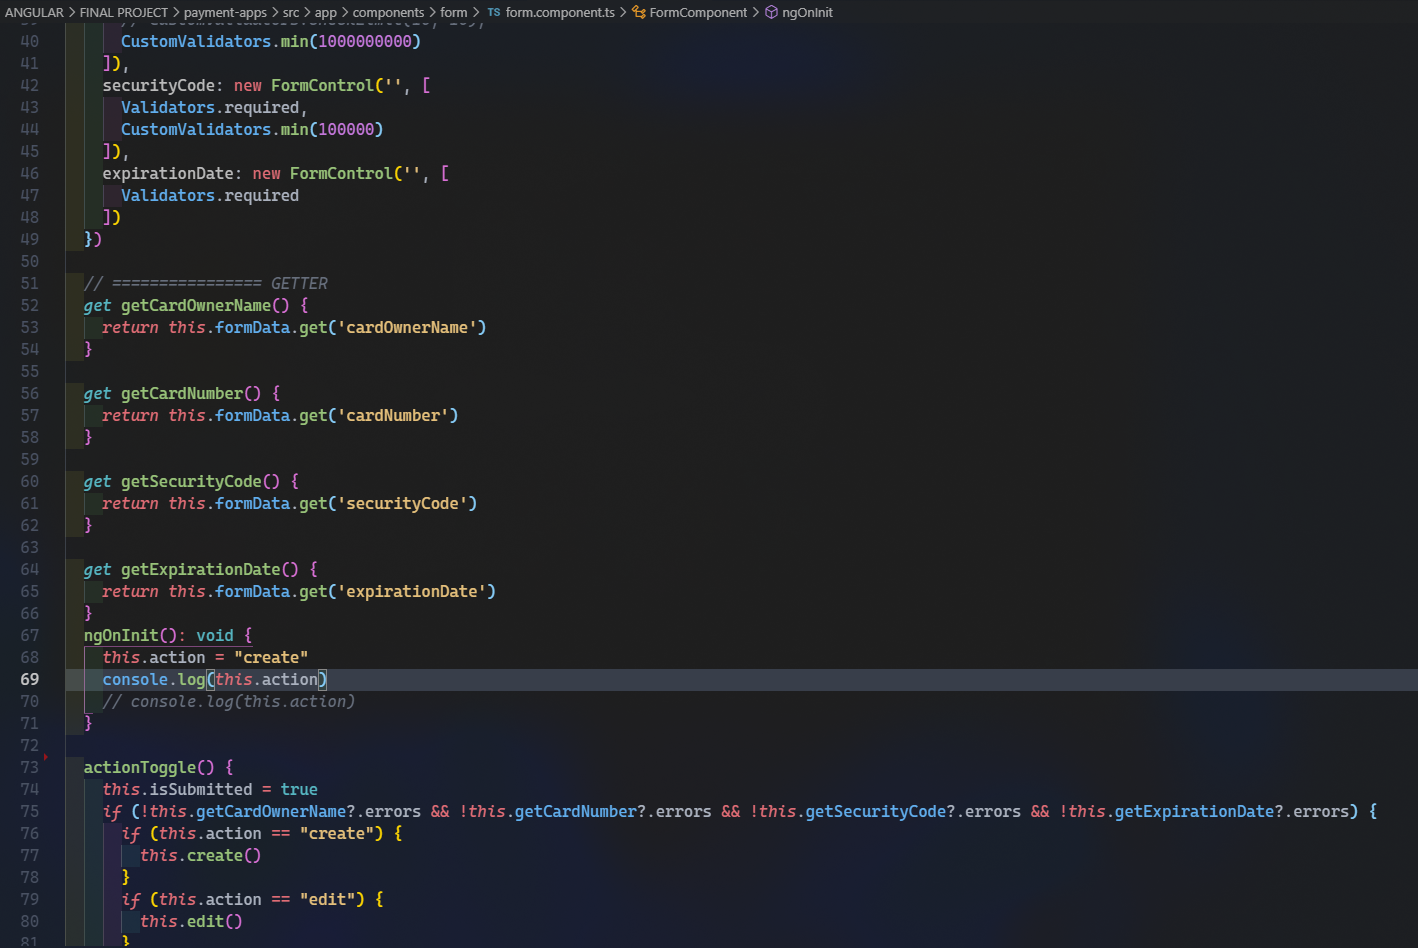 ANGULAR > FINAL PROJECT > payment-apps > src > app > components > form > TS form.component.ts > FormComponent > ngOnInit
40 CustomValidators.min(1000000000)
41 ]),
42 securityCode: new FormControl('', [
43 Validators.required,
44 CustomValidators.min(100000)
45 ]),
46 expirationDate: new FormControl('', [
47 Validators.required
48 ])
49 })
50
51 // ================ GETTER
52 get getCardOwnerName() {
53 return this.formData.get('cardOwnerName')
54 }
55
56 get getCardNumber() {
57 return this.formData.get('cardNumber')
58 }
59
60 get getSecurityCode() {
61 return this.formData.get('securityCode')
62 }
63
64 get getExpirationDate() {
65 return this.formData.get('expirationDate')
66 }
67 ngOnInit(): void {
68 this.action = "create"
69 console.log(this.action)
70 // console.log(this.action)
71 }
72
73 actionToggle() {
74 this.isSubmitted = true
75 if (!this.getCardOwnerName?.errors && !this.getCardNumber?.errors && !this.getSecurityCode?.errors && !this.getExpirationDate?.errors) {
76 if (this.action == "create") {
77 this.create()
78 }
79 if (this.action == "edit") {
80 this.edit()
81 }